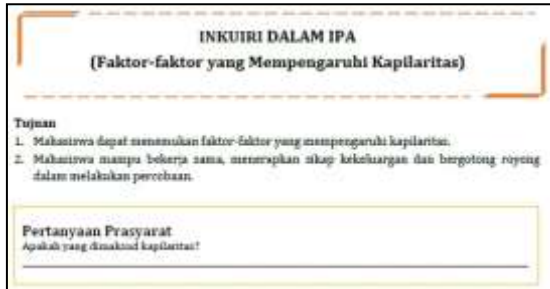 INKUIRI DALAM IPA
(Faktor-faktor yang Mempengaruhi Kapilaritas)
Tujuan
1. Mahasiswa dapat menemukan faktor-faktor yang mempengaruhi kapilaritas.
2. Mahasiswa mampu bekerja sama, menerapkan sikap kekeluargan dan bergotong royong
dalam melakukan percobaan.
Pertanyaan Prasyarat
Apakah yang dimaksud kapilaritas?